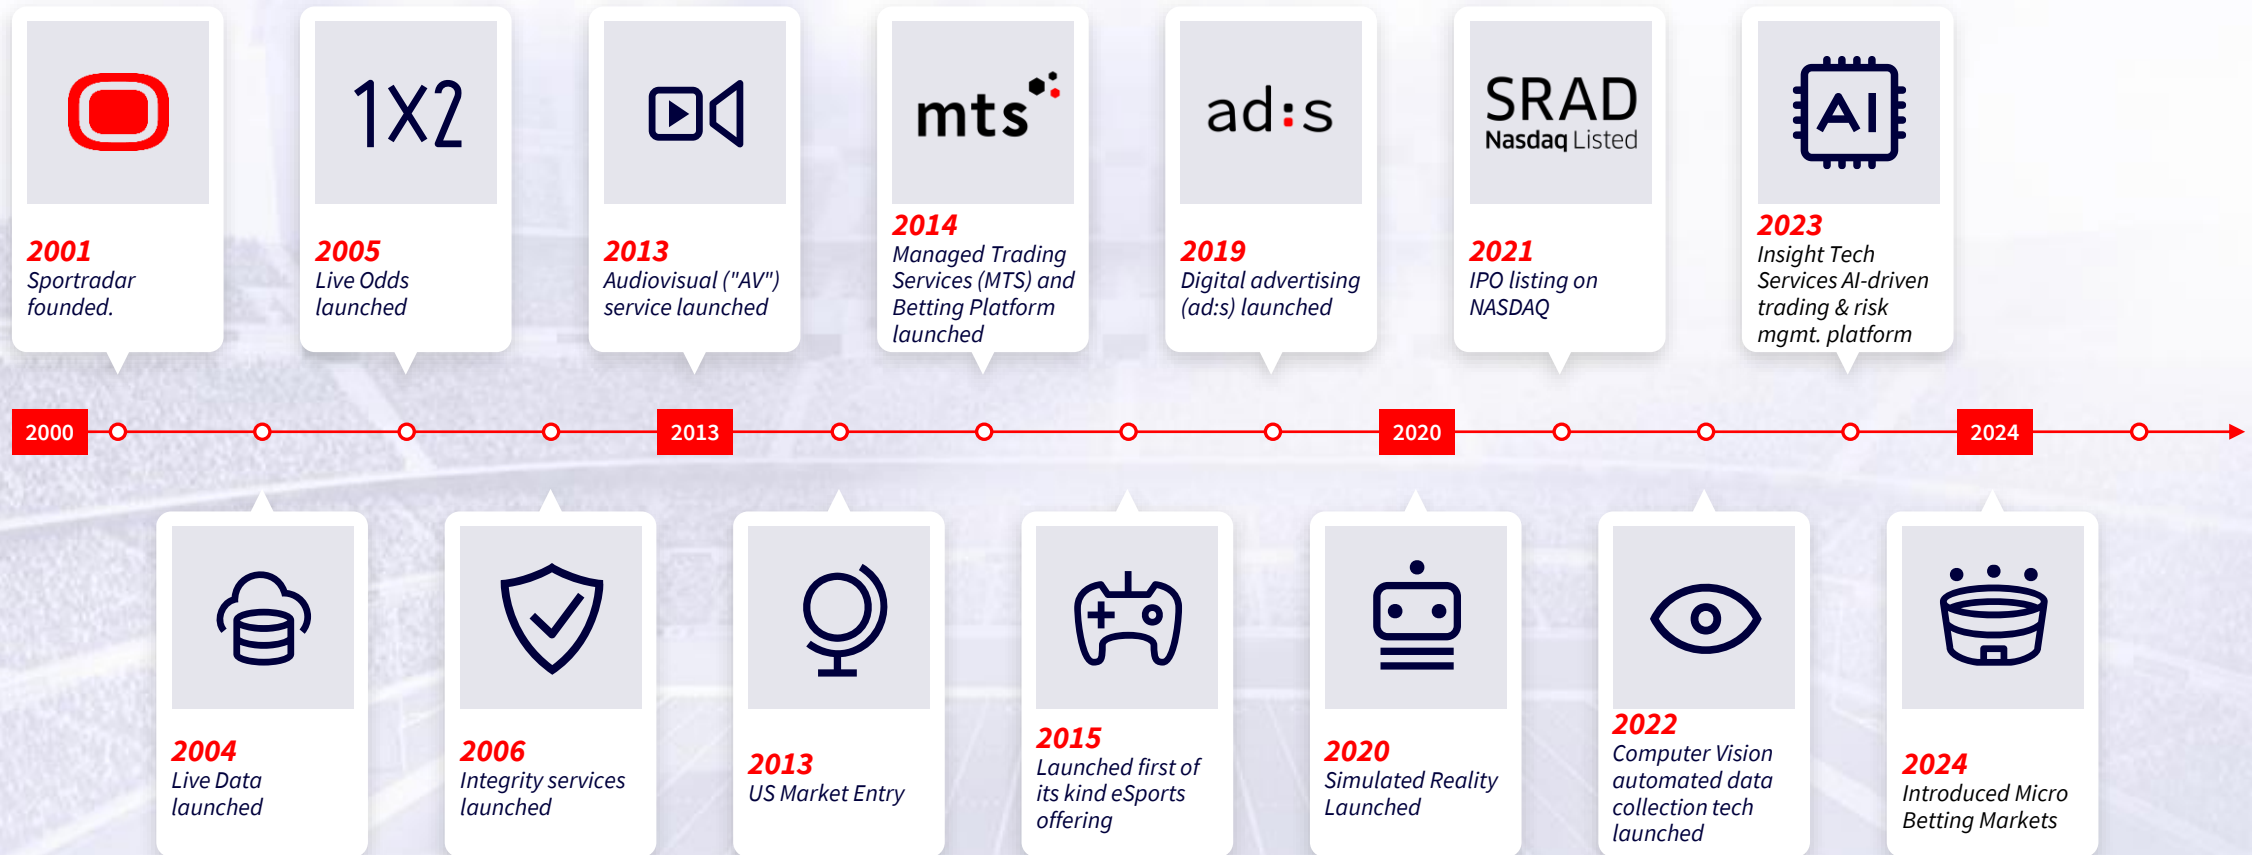 1X2
mts
ad:s
SRAD
Nasdaq Listed
AI
2001
Sportradar
founded.
2005
Live Odds
launched
2013
Audiovisual ("AV")
service launched
2014
Managed Trading
Services (MTS) and
Betting Platform
launched
2019
Digital advertising
(ad:s) launched
2021
IPO listing on
NASDAQ
2023
Insight Tech
Services AI-driven
trading & risk
mgmt. platform
2000
2013
2020
2024
2004
Live Data
launched
2006
Integrity services
launched
2013
US Market Entry
2015
Launched first of
its kind eSports
offering
2020
Simulated Reality
Launched
2022
Computer Vision
automated data
collection tech
launched
2024
Introduced Micro
Betting Markets